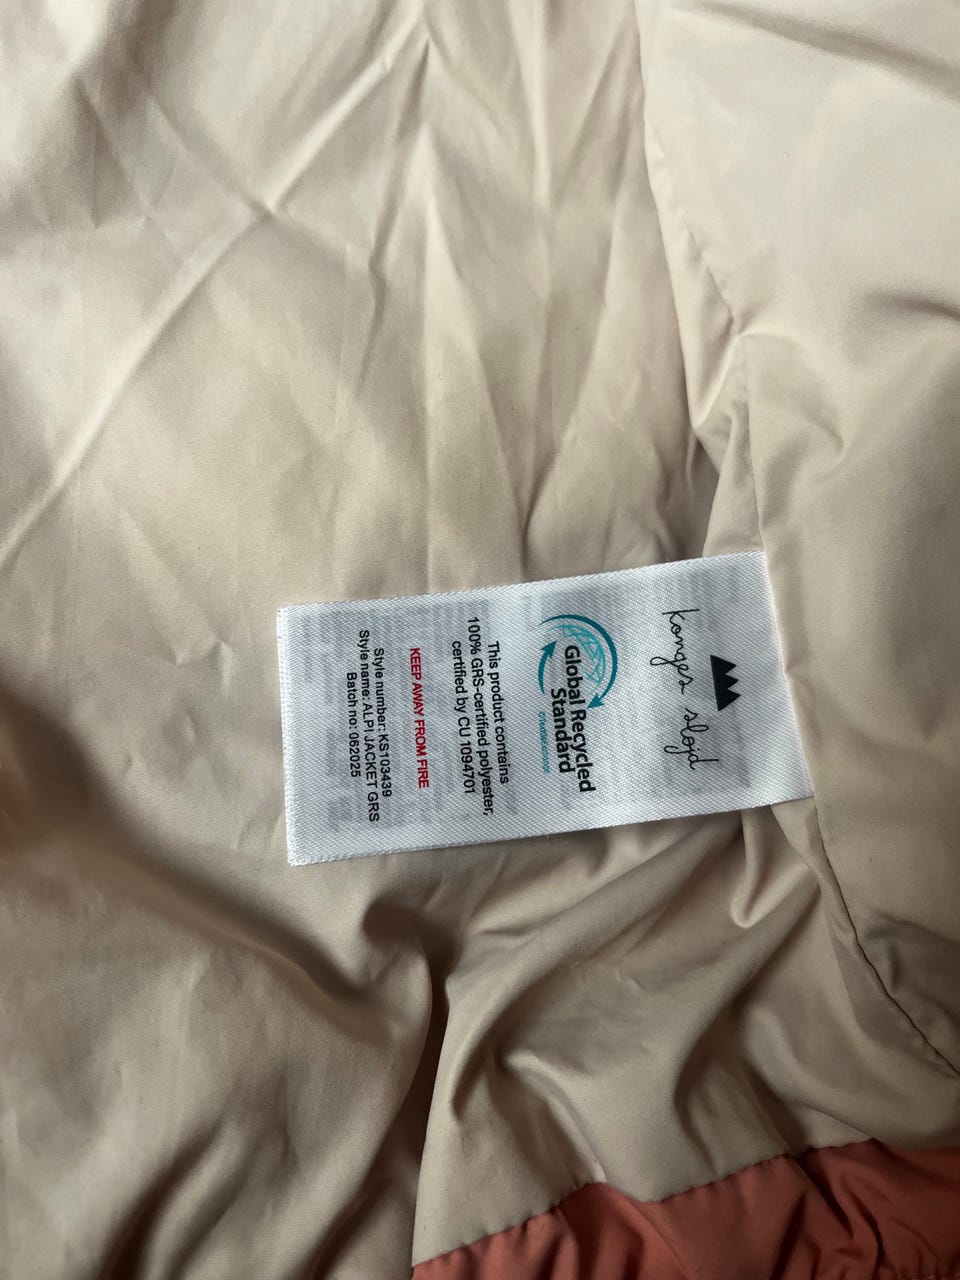 konges sløjd
Global Recycled
Standard
This product contains
100% GRS-certified polyester,
certified by CU 1094701
KEEP AWAY FROM FIRE
Style number: KS103439
Style name: ALPI JACKET GRS
Batch no: 062025